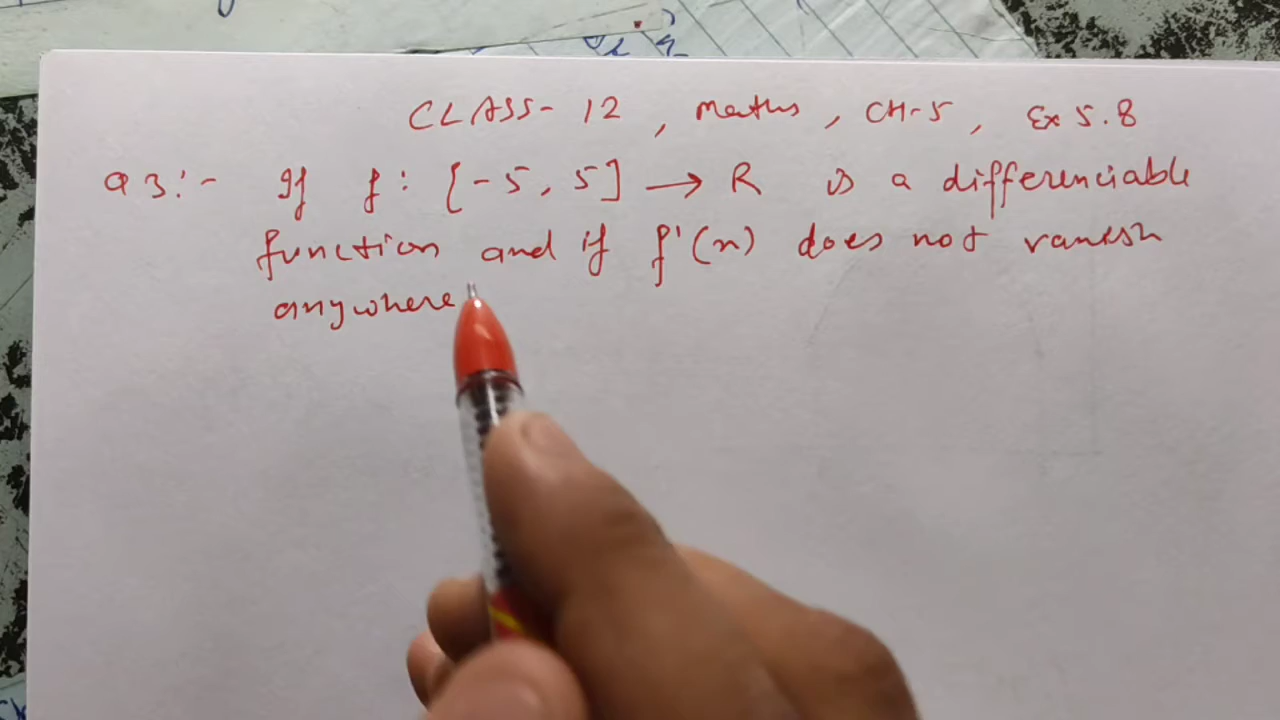 CLASS-12, Maths, CH-5, Ex 5.8
Q3:- If f: [-5, 5] → R is a differenciable
function and if f'(x) does not vanish
anywhere